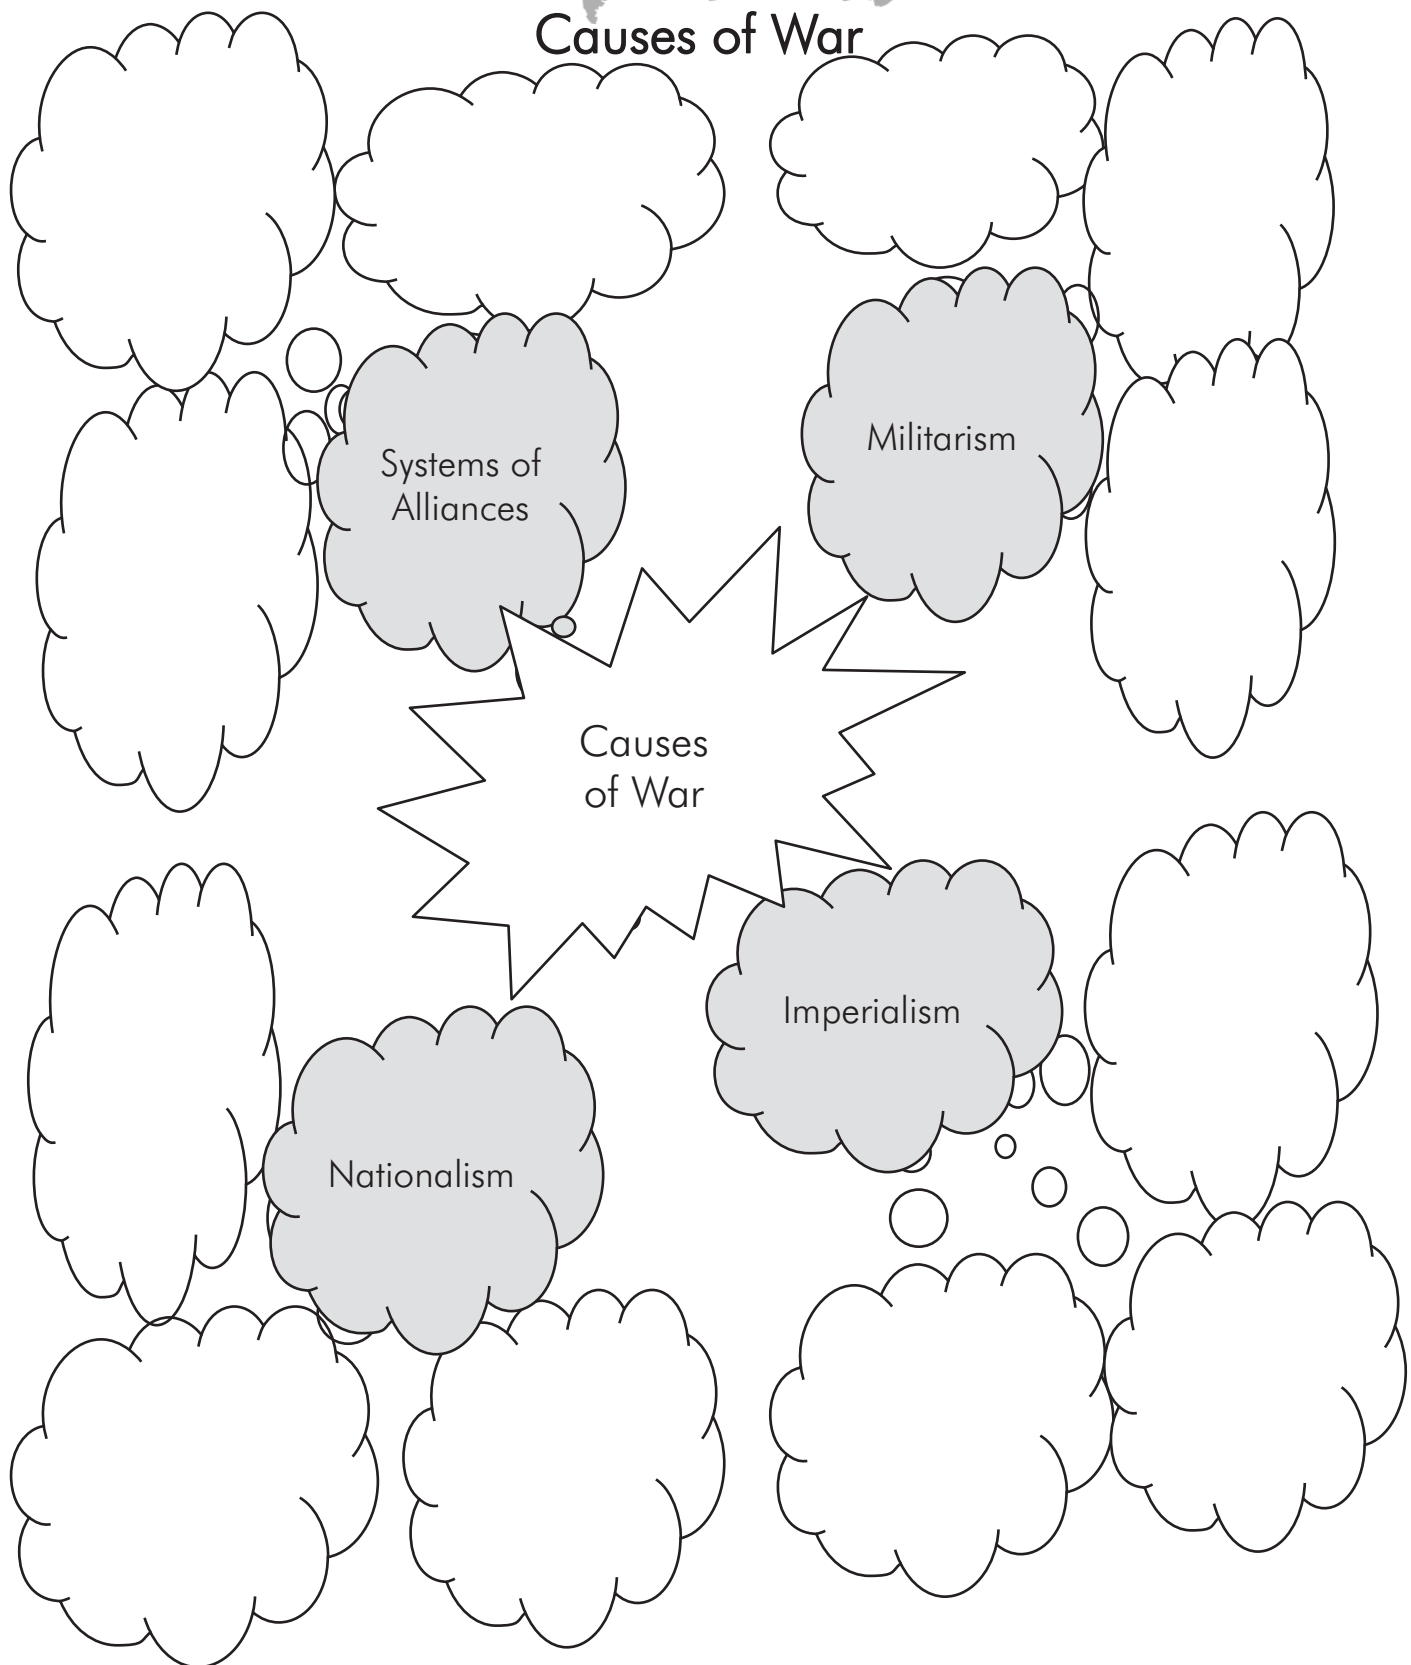 Causes of War
Systems of
Alliances
Militarism
Causes
of War
Imperialism
Nationalism